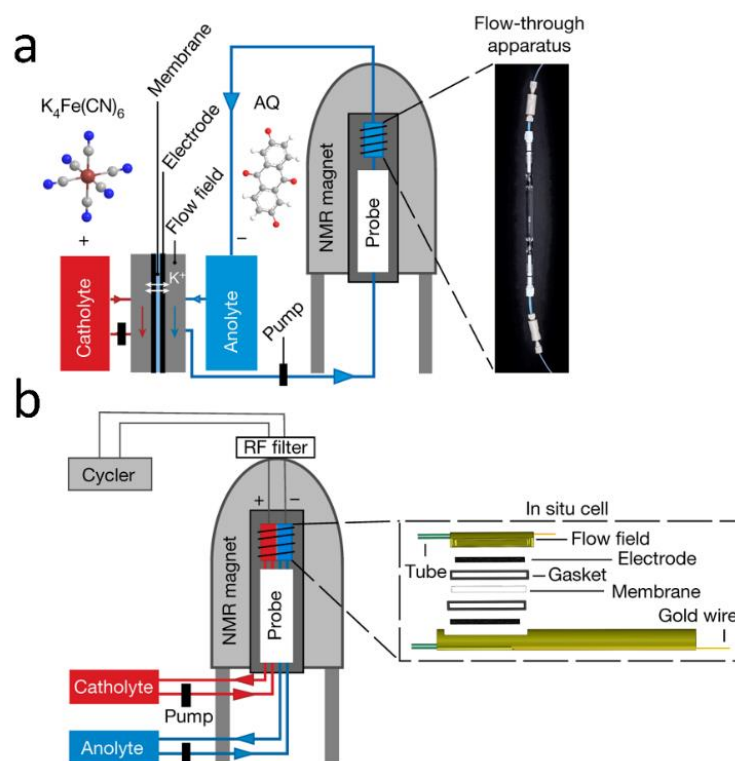 a
Flow-through
apparatus
K₄Fe(CN)₆
Membrane
Electrode
Flow field
AQ
+
−
K⁺
Catholyte
Anolyte
Pump
NMR magnet
Probe
b
RF filter
Cycler
+
−
NMR magnet
Probe
Catholyte
Pump
Anolyte
In situ cell
Flow field
Electrode
Tube
Gasket
Membrane
Gold wire